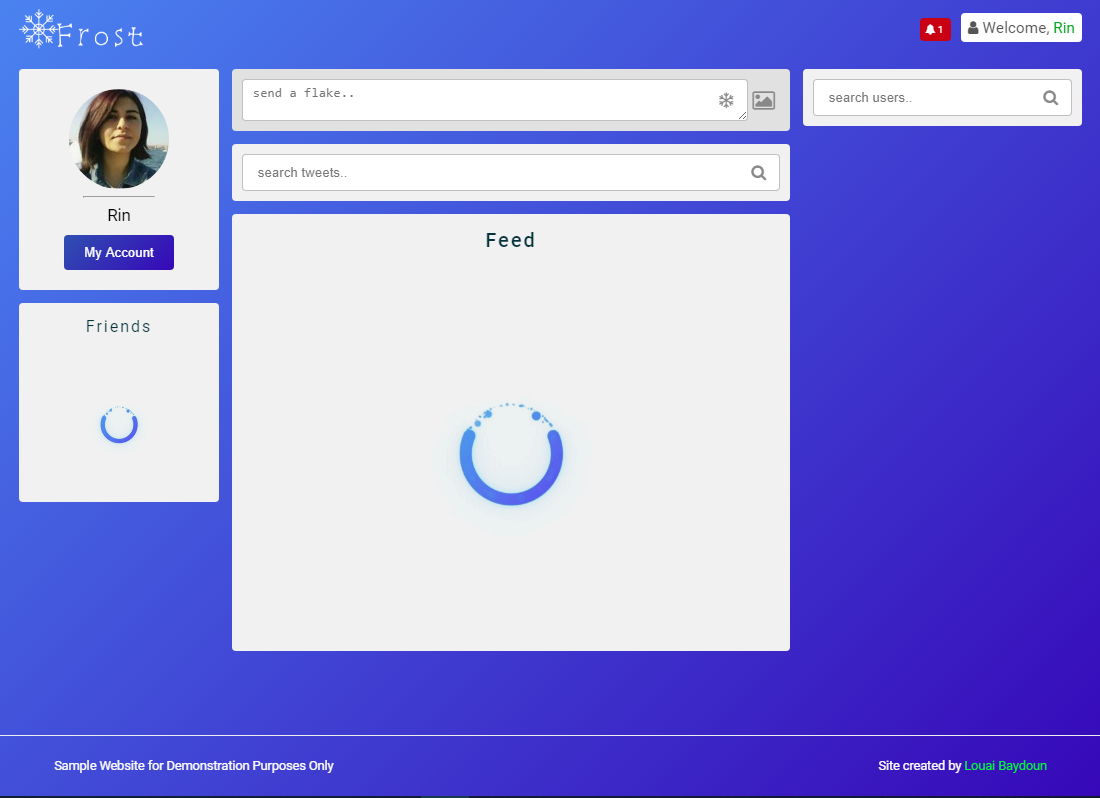 Frost
1
Welcome, Rin
Rin
My Account
Friends
send a flake..
search tweets..
Feed
search users..
Sample Website for Demonstration Purposes Only
Site created by Louai Baydoun